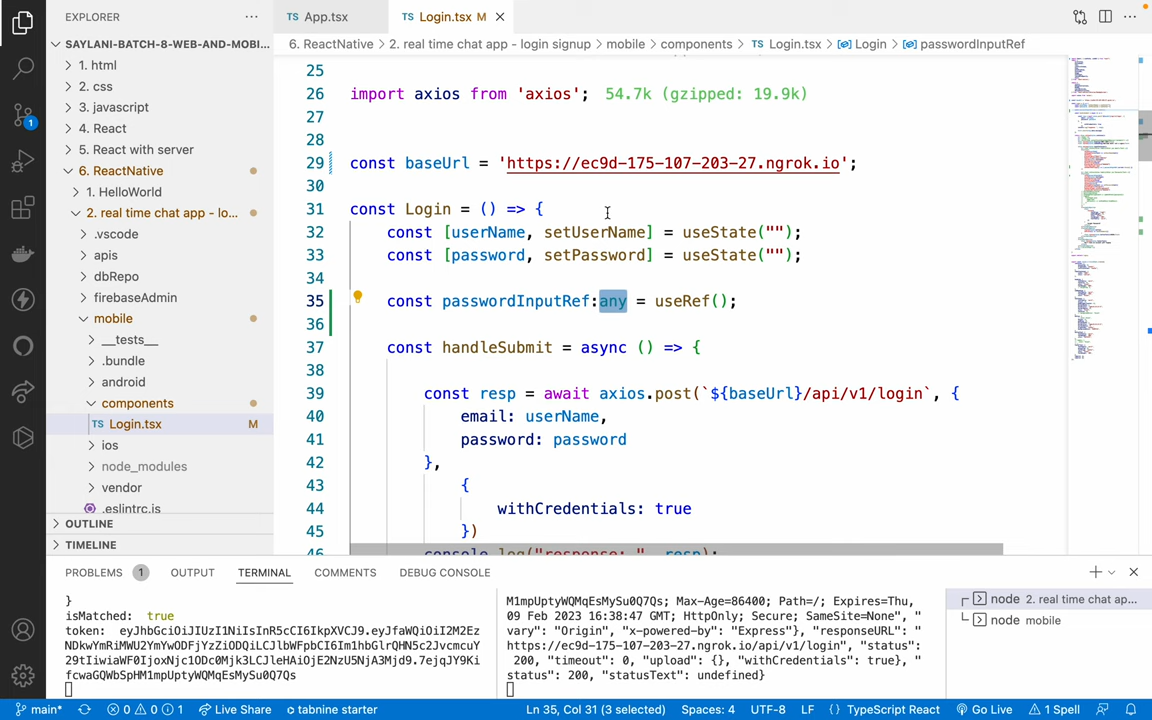 EXPLORER
SAYLANI-BATCH-8-WEB-AND-MOBI...
1. html
2. css
3. javascript
4. React
5. React with server
6. ReactNative
1. HelloWorld
2. real time chat app - lo...
.vscode
apis
dbRepo
firebaseAdmin
mobile
__tests__
.bundle
android
components
TS Login.tsx M
ios
node_modules
vendor
.eslintrc.js
OUTLINE
TIMELINE
TS App.tsx
TS Login.tsx M
6. ReactNative > 2. real time chat app - login signup > mobile > components > TS Login.tsx > Login > passwordInputRef
25
26 import axios from 'axios'; 54.7k (gzipped: 19.9k)
27
28
29 const baseUrl = 'https://ec9d-175-107-203-27.ngrok.io';
30
31 const Login = () => {
32 const [userName, setUserName] = useState("");
33 const [password, setPassword] = useState("");
34
35 const passwordInputRef:any = useRef();
36
37 const handleSubmit = async () => {
38
39 const resp = await axios.post(`${baseUrl}/api/v1/login`, {
40 email: userName,
41 password: password
42 },
43 {
44 withCredentials: true
45 })
46 console.log("response: ", resp);
PROBLEMS 1 OUTPUT TERMINAL COMMENTS DEBUG CONSOLE
}
isMatched: true
token: eyJhbGciOiJIUzI1NiIsInR5cCI6IkpXVCJ9.eyJfaWQiOiI2M2Ez
fcwaGQWbSpHM1mpUptyWQMqEsMySu0Q7Qs
M1mpUptyWQMqEsMySu0Q7Qs; Max-Age=86400; Path=/; Expires=Thu,
09 Feb 2023 16:38:47 GMT; HttpOnly; Secure; SameSite=None", "
vary": "Origin", "x-powered-by": "Express"}, "responseURL": "
https://ec9d-175-107-203-27.ngrok.io/api/v1/login", "status":
200, "timeout": 0, "upload": {}, "withCredentials": true}, "
status": 200, "statusText": undefined}
node 2. real time chat ap...
node mobile
main* 0 0 1 Live Share tabnine starter Ln 35, Col 31 (3 selected) Spaces: 4 UTF-8 LF {} TypeScript React Go Live 1 Spell